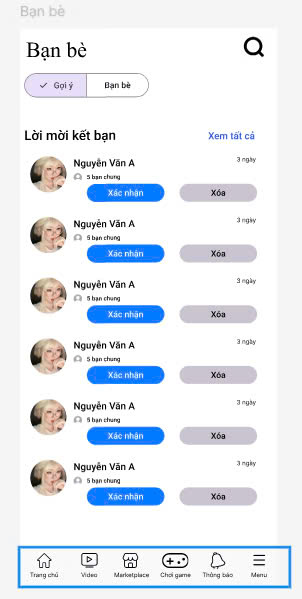 Bạn bè
Bạn bè
Gợi ý
Bạn bè
Lời mời kết bạn
Xem tất cả
Nguyễn Văn A
3 ngày
5 bạn chung
Xác nhận
Xóa
Nguyễn Văn A
3 ngày
5 bạn chung
Xác nhận
Xóa
Nguyễn Văn A
3 ngày
5 bạn chung
Xác nhận
Xóa
Nguyễn Văn A
3 ngày
5 bạn chung
Xác nhận
Xóa
Nguyễn Văn A
3 ngày
5 bạn chung
Xác nhận
Xóa
Nguyễn Văn A
3 ngày
5 bạn chung
Xác nhận
Xóa
Trang chủ
Video
Marketplace
Chơi game
Thông báo
Menu